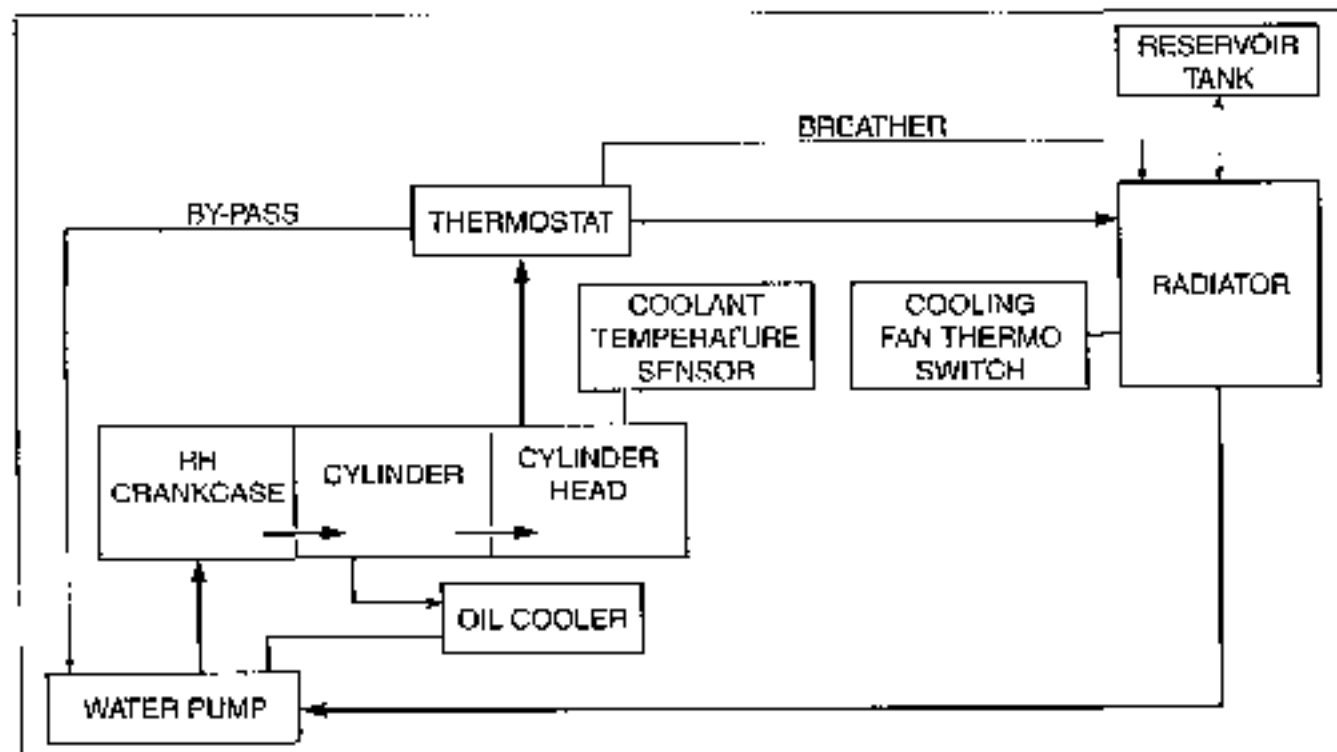 RESERVOIR
TANK
BREATHER
BY-PASS
THERMOSTAT
RADIATOR
COOLANT
TEMPERATURE
SENSOR
COOLING
FAN THERMO
SWITCH
RH
CRANKCASE
CYLINDER
CYLINDER
HEAD
OIL COOLER
WATER PUMP